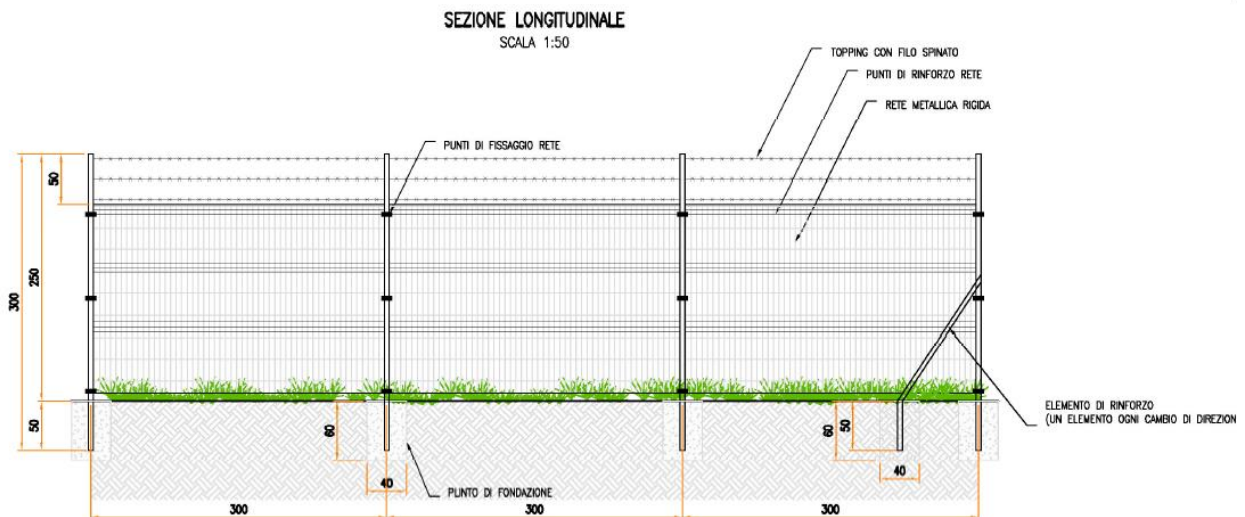 SEZIONE LONGITUDINALE
SCALA 1:50
TOPPING CON FILO SPINATO
PUNTI DI RINFORZO RETE
RETE METALLICA RIGIDA
PUNTI DI FISSAGGIO RETE
50
250
300
50
60
40
PUNTO DI FONDAZIONE
60
50
40
ELEMENTO DI RINFORZO
(UN ELEMENTO OGNI CAMBIO DI DIREZION
300
300
300